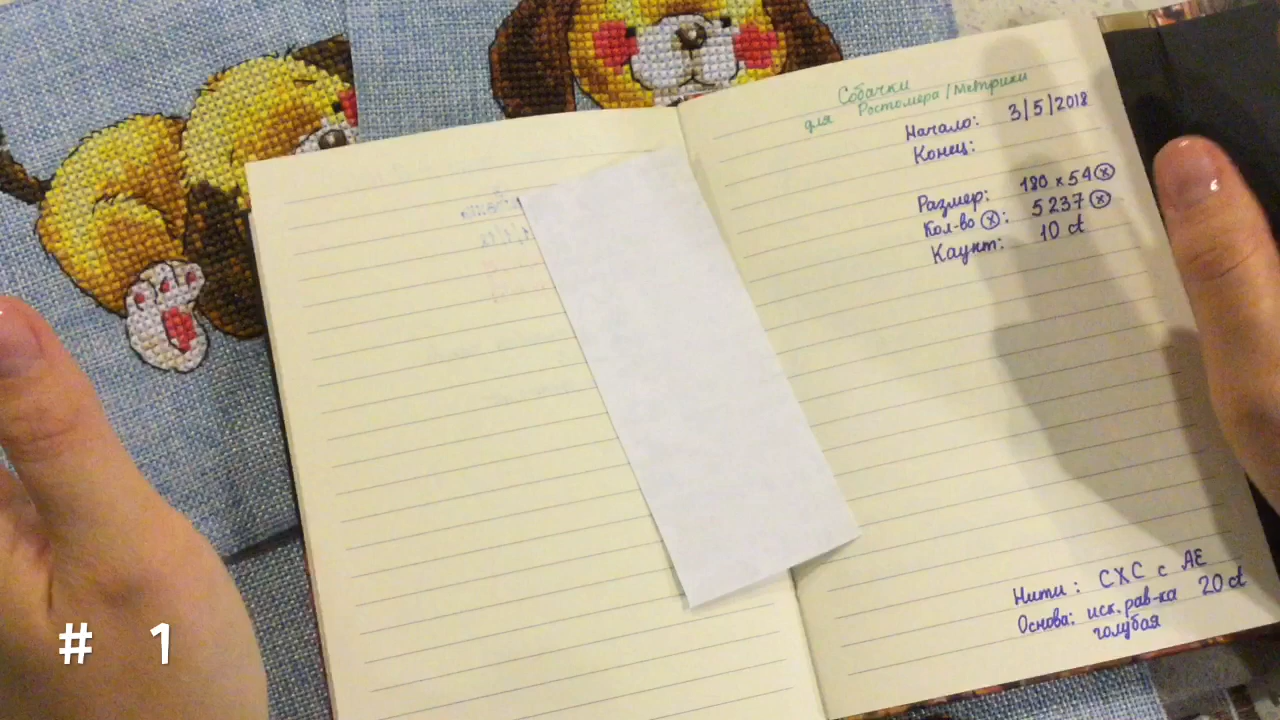 Собачки
для Ростомера/Метрики
Начало: 3/5/2018
Конец:
Размер: 180 x 54 ⓧ
Кол-во ⓧ: 5237 ⓧ
Каунт: 10 ct
Нити: СХС с АЕ
Основа: иск. рав-ка 20 ct
голубая
# 1